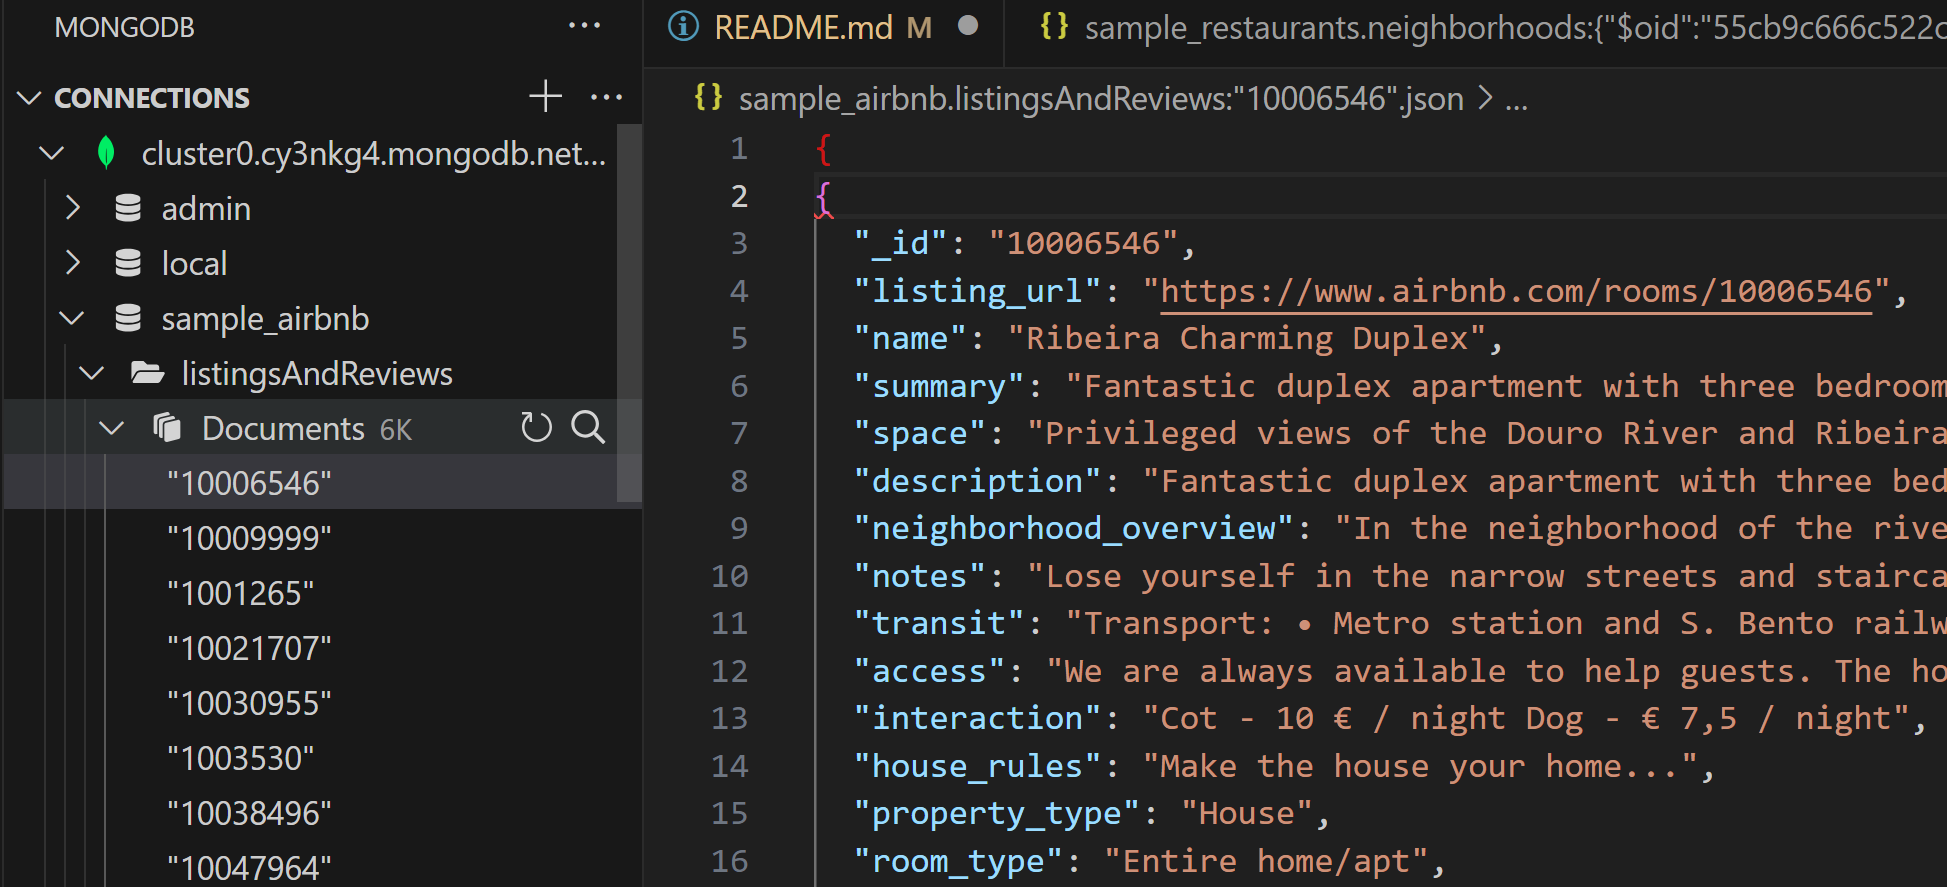 MONGODB
CONNECTIONS
cluster0.cy3nkg4.mongodb.net...
admin
local
sample_airbnb
listingsAndReviews
Documents 6K
"10006546"
"10009999"
"1001265"
"10021707"
"10030955"
"1003530"
"10038496"
"10047964"
README.md M
{} sample_restaurants.neighborhoods:{"$oid":"55cb9c666c522c
{} sample_airbnb.listingsAndReviews:"10006546".json > ...
1 {
2 {
3 "_id": "10006546",
4 "listing_url": "https://www.airbnb.com/rooms/10006546",
5 "name": "Ribeira Charming Duplex",
6 "summary": "Fantastic duplex apartment with three bedroom
7 "space": "Privileged views of the Douro River and Ribeira
8 "description": "Fantastic duplex apartment with three bed
9 "neighborhood_overview": "In the neighborhood of the rive
10 "notes": "Lose yourself in the narrow streets and stairca
11 "transit": "Transport: • Metro station and S. Bento railw
12 "access": "We are always available to help guests. The ho
13 "interaction": "Cot - 10 € / night Dog - € 7,5 / night",
14 "house_rules": "Make the house your home...",
15 "property_type": "House",
16 "room_type": "Entire home/apt",